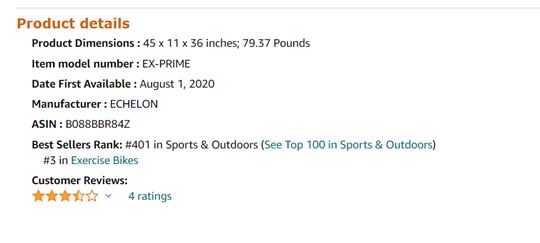 Product details
Product Dimensions : 45 x 11 x 36 inches; 79.37 Pounds
Item model number : EX-PRIME
Date First Available : August 1, 2020
Manufacturer : ECHELON
ASIN : B088BBR84Z
Best Sellers Rank: #401 in Sports & Outdoors (See Top 100 in Sports & Outdoors)
#3 in Exercise Bikes
Customer Reviews:
4 ratings